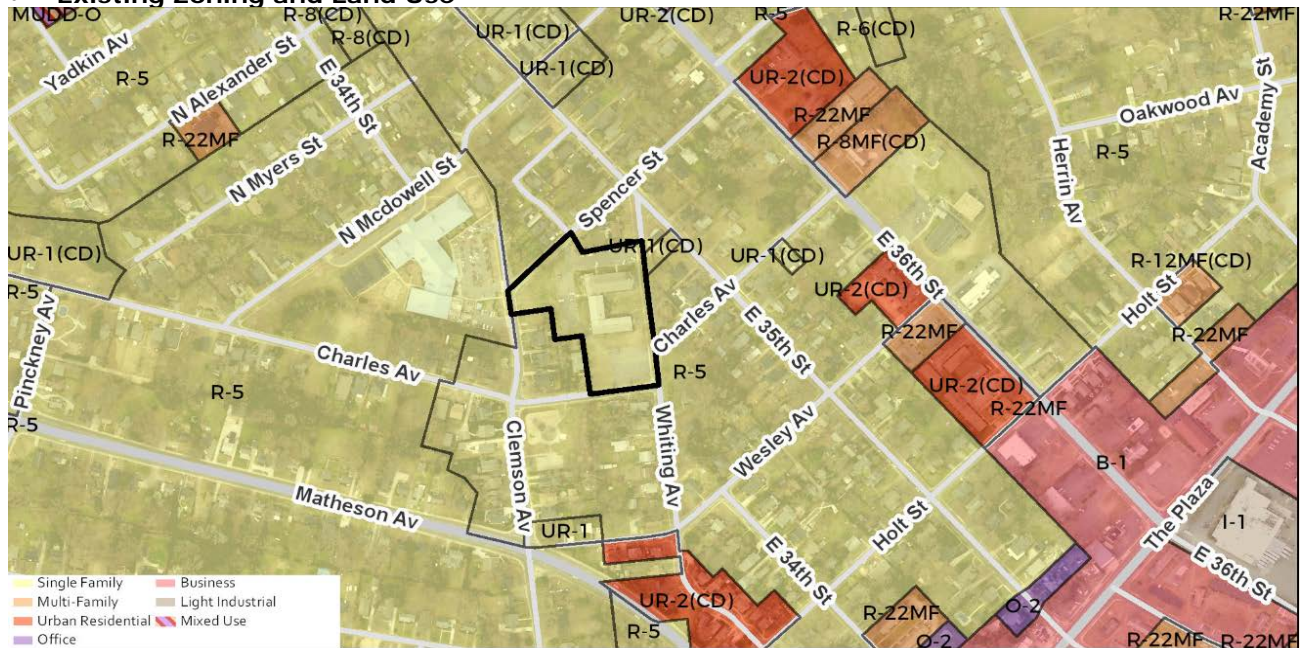 Existing Zoning and Land Use
MUDD-O
R-8(CD)
UR-2(CD)
R-5
R-22MF
Yadkin Av
R-5
N Alexander St
R-8(CD)
E 34th St
UR-1(CD)
UR-1(CD)
R-6(CD)
UR-2(CD)
R-22MF
R-8MF(CD)
Oakwood Av
Academy St
Herrin Av
R-5
R-22MF
N Myers St
N Mcdowell St
Spencer St
UR-1(CD)
R-5
Pinckney Av
UR-1(CD)
UR-1(CD)
Charles Av
E 36th St
UR-2(CD)
R-12MF(CD)
Holt St
R-22MF
R-22MF
Charles Av
R-5
R-5
E 35th St
UR-2(CD)
R-22MF
R-5
Clemson Av
Whiting Av
Wesley Av
B-1
Matheson Av
The Plaza
I-1
UR-1
Holt St
E 34th St
E 36th St
UR-2(CD)
R-5
R-22MF
O-2
O-2
R-22MF
R-22MF
Single Family
Multi-Family
Urban Residential
Office
Business
Light Industrial
Mixed Use